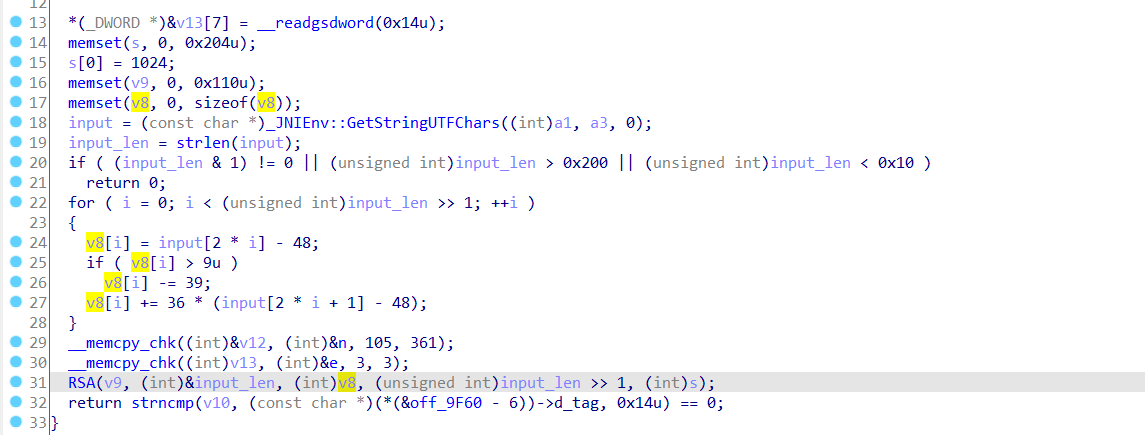 12
13 *(_DWORD *)&v13[7] = __readgsdword(0x14u);
14 memset(s, 0, 0x204u);
15 s[0] = 1024;
16 memset(v9, 0, 0x110u);
17 memset(v8, 0, sizeof(v8));
18 input = (const char *)_JNIEnv::GetStringUTFChars((int)a1, a3, 0);
19 input_len = strlen(input);
20 if ( (input_len & 1) != 0 || (unsigned int)input_len > 0x200 || (unsigned int)input_len < 0x10 )
21 return 0;
22 for ( i = 0; i < (unsigned int)input_len >> 1; ++i )
23 {
24 v8[i] = input[2 * i] - 48;
25 if ( v8[i] > 9u )
26 v8[i] -= 39;
27 v8[i] += 36 * (input[2 * i + 1] - 48);
28 }
29 __memcpy_chk((int)&v12, (int)&n, 105, 361);
30 __memcpy_chk((int)v13, (int)&e, 3, 3);
31 RSA(v9, (int)&input_len, (int)v8, (unsigned int)input_len >> 1, (int)s);
32 return strncmp(v10, (const char *)(*(&off_9F60 - 6))->d_tag, 0x14u) == 0;
33 }